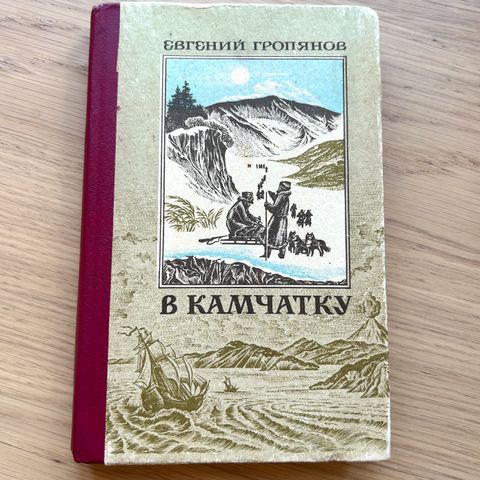 ЕВГЕНИЙ ГРОПЯНОВ
В КАМЧАТКУ